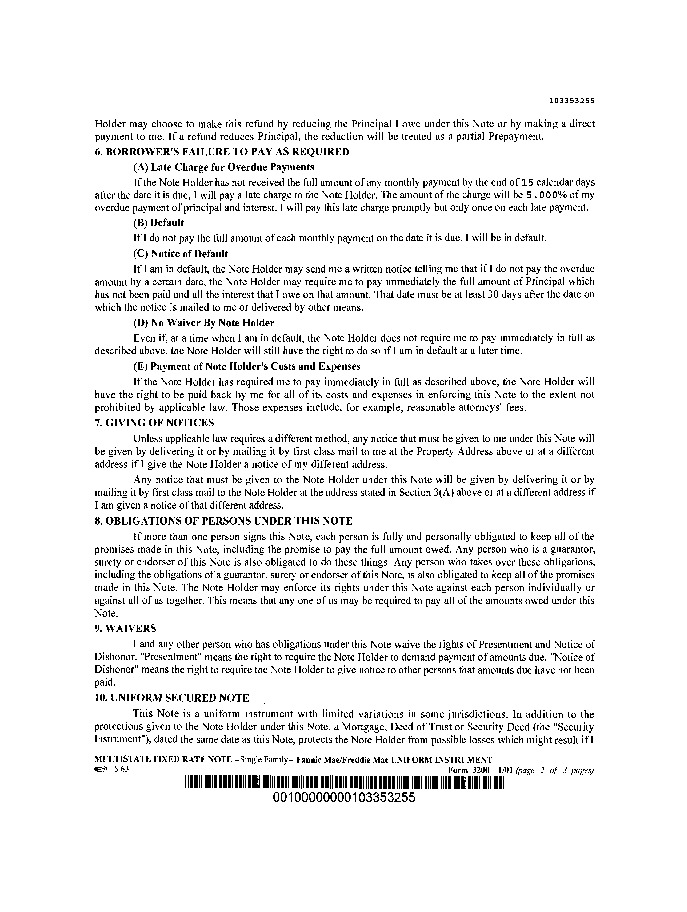 103353255
Holder may choose to make this refund by reducing the Principal I owe under this Note or by making a direct
payment to me. If a refund reduces Principal, the reduction will be treated as a partial Prepayment.
6. BORROWER'S FAILURE TO PAY AS REQUIRED
(A) Late Charge for Overdue Payments
If the Note Holder has not received the full amount of any monthly payment by the end of 15 calendar days
after the date it is due, I will pay a late charge to the Note Holder. The amount of the charge will be 5.000% of my
overdue payment of principal and interest. I will pay this late charge promptly but only once on each late payment.
(B) Default
If I do not pay the full amount of each monthly payment on the date it is due, I will be in default.
(C) Notice of Default
If I am in default, the Note Holder may send me a written notice telling me that if I do not pay the overdue
amount by a certain date, the Note Holder may require me to pay immediately the full amount of Principal which
has not been paid and all the interest that I owe on that amount. That date must be at least 30 days after the date on
which the notice is mailed to me or delivered by other means.
(D) No Waiver By Note Holder
Even if, at a time when I am in default, the Note Holder does not require me to pay immediately in full as
described above, the Note Holder will still have the right to do so if I am in default at a later time.
(E) Payment of Note Holder's Costs and Expenses
If the Note Holder has required me to pay immediately in full as described above, the Note Holder will
have the right to be paid back by me for all of its costs and expenses in enforcing this Note to the extent not
prohibited by applicable law. Those expenses include, for example, reasonable attorneys' fees.
7. GIVING OF NOTICES
Unless applicable law requires a different method, any notice that must be given to me under this Note will
be given by delivering it or by mailing it by first class mail to me at the Property Address above or at a different
address if I give the Note Holder a notice of my different address.
Any notice that must be given to the Note Holder under this Note will be given by delivering it or by
mailing it by first class mail to the Note Holder at the address stated in Section 3(A) above or at a different address if
I am given a notice of that different address.
8. OBLIGATIONS OF PERSONS UNDER THIS NOTE
If more than one person signs this Note, each person is fully and personally obligated to keep all of the
promises made in this Note, including the promise to pay the full amount owed. Any person who is a guarantor,
surety or endorser of this Note is also obligated to do these things. Any person who takes over these obligations,
including the obligations of a guarantor, surety or endorser of this Note, is also obligated to keep all of the promises
made in this Note. The Note Holder may enforce its rights under this Note against each person individually or
against all of us together. This means that any one of us may be required to pay all of the amounts owed under this
Note.
9. WAIVERS
I and any other person who has obligations under this Note waive the rights of Presentment and Notice of
Dishonor. "Presentment" means the right to require the Note Holder to demand payment of amounts due. "Notice of
Dishonor" means the right to require the Note Holder to give notice to other persons that amounts due have not been
paid.
10. UNIFORM SECURED NOTE
This Note is a uniform instrument with limited variations in some jurisdictions. In addition to the
protections given to the Note Holder under this Note, a Mortgage, Deed of Trust or Security Deed (the "Security
Instrument"), dated the same date as this Note, protects the Note Holder from possible losses which might result if I
MULTISTATE FIXED RATE NOTE - Single Family - Fannie Mae/Freddie Mac UNIFORM INSTRUMENT
Form 3200 1/01 (page 2 of 3 pages)
00100000000103353255